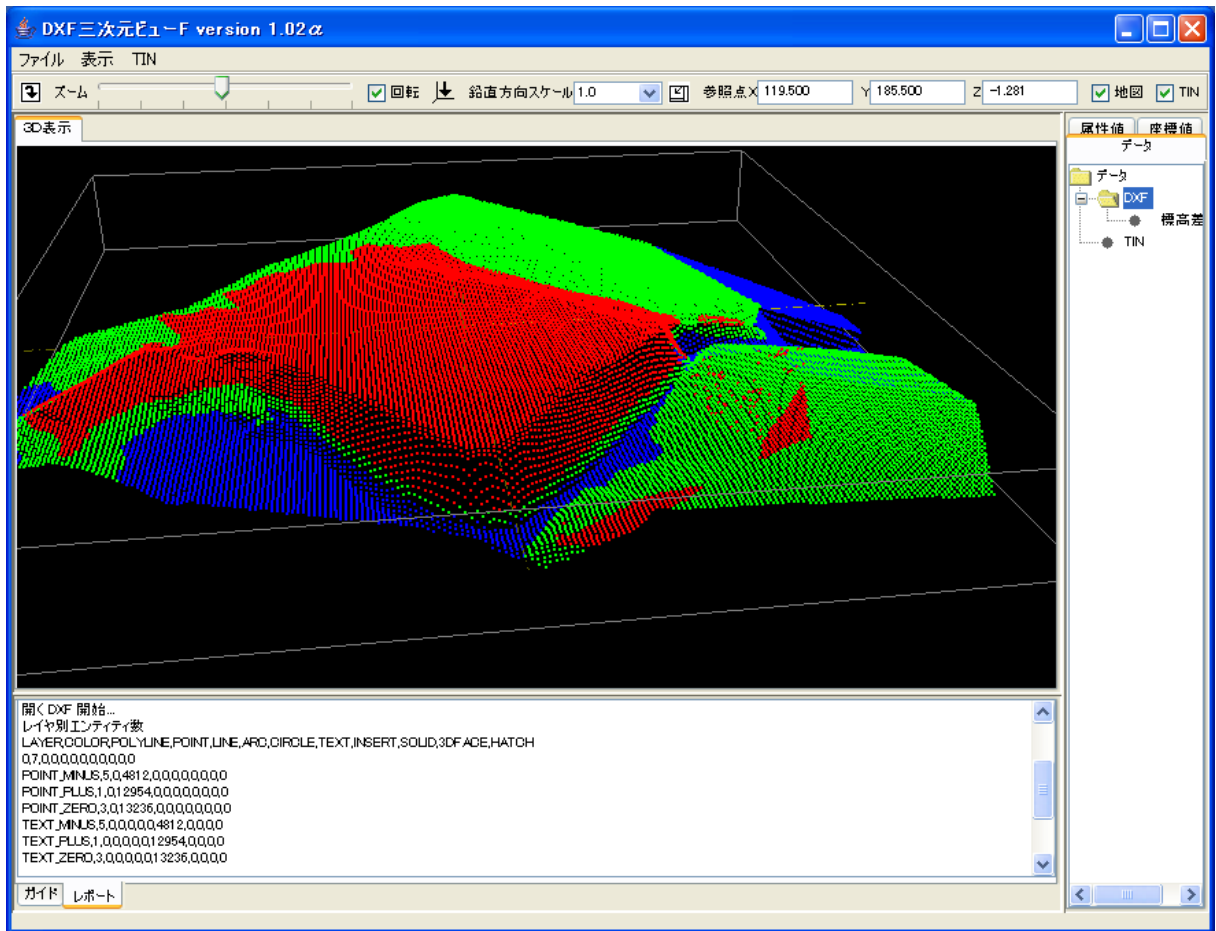 DXF三次元ビューF version 1.02α
ファイル 表示 TIN
ズーム 回転 鉛直方向スケール 1.0 参照点X 119.500 Y 185.500 Z -1.281 地図 TIN
3D表示
属性値 座標値
データ
データ
DXF
標高差
TIN
開く DXF 開始...
レイヤ別エンティティ数
LAYER,COLOR,POLYLINE,POINT,LINE,ARC,CIRCLE,TEXT,INSERT,SOLID,3DFACE,HATCH
0,7,0,0,0,0,0,0,0,0,0,0
POINT_MINUS,5,0,4812,0,0,0,0,0,0,0,0
POINT_PLUS,1,0,12954,0,0,0,0,0,0,0,0
POINT_ZERO,3,0,13236,0,0,0,0,0,0,0,0
TEXT_MINUS,5,0,0,0,0,0,4812,0,0,0,0
TEXT_PLUS,1,0,0,0,0,0,12954,0,0,0,0
TEXT_ZERO,3,0,0,0,0,0,13236,0,0,0,0
ガイド レポート